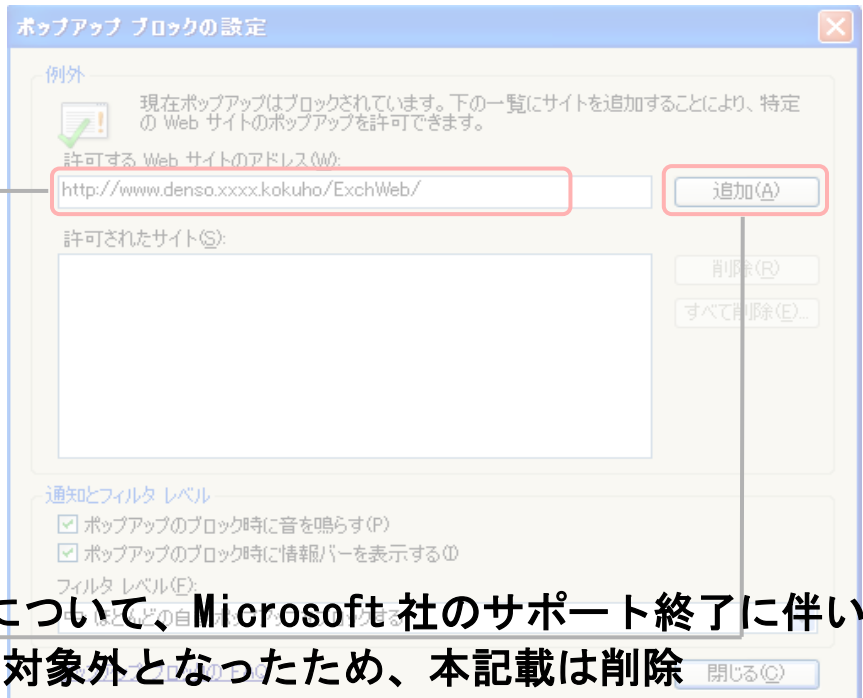 ポップアップ ブロックの設定
例外
現在ポップアップはブロックされています。下の一覧にサイトを追加することにより、特定
の Web サイトのポップアップを許可できます。
許可する Web サイトのアドレス(W):
http://www.denso.xxxx.kokuho/ExchWeb/
追加(A)
許可されたサイト(S):
削除(R)
すべて削除(E)...
通知とフィルタ レベル
ポップアップのブロック時に音を鳴らす(P)
ポップアップのブロック時に情報バーを表示する(I)
フィルタ レベル(F):
について、Microsoft 社のサポート終了に伴い
対象外となったため、本記載は削除
閉じる(C)